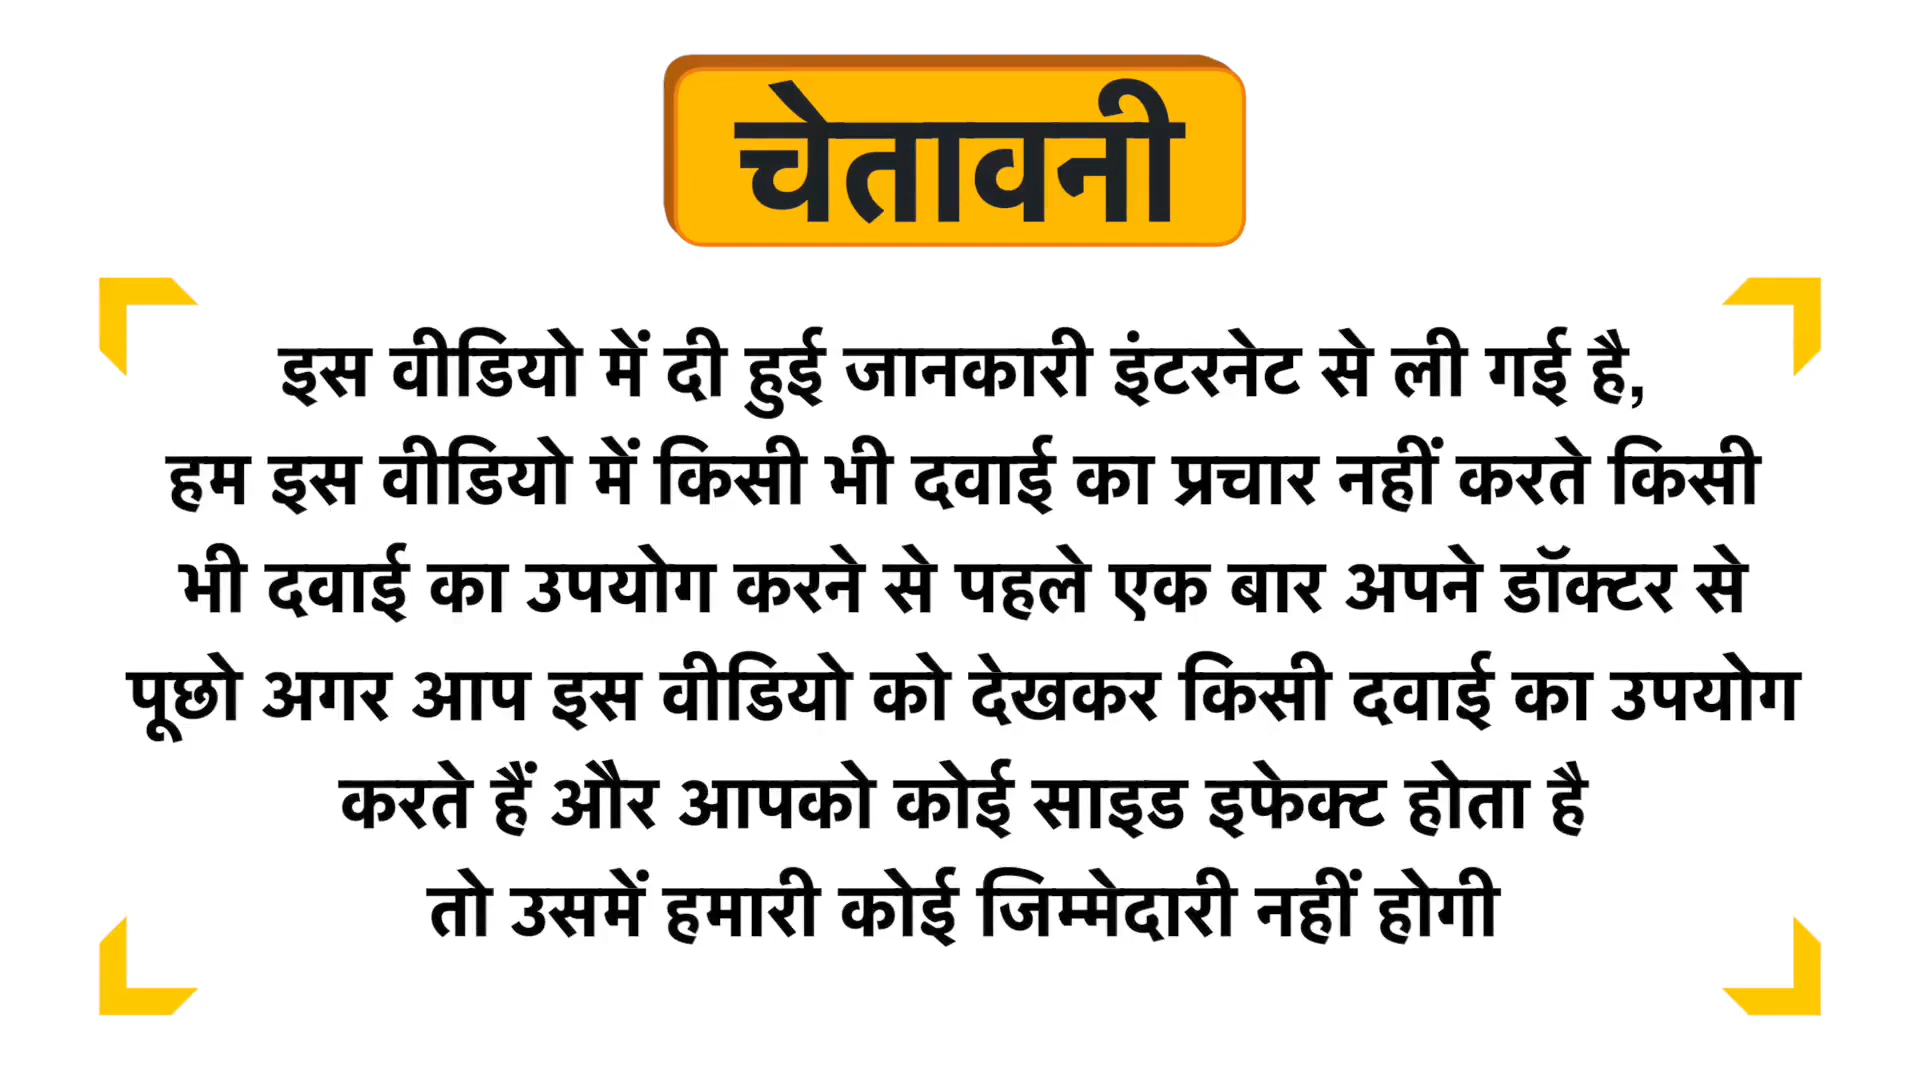 चेतावनी
इस वीडियो में दी हुई जानकारी इंटरनेट से ली गई है,
हम इस वीडियो में किसी भी दवाई का प्रचार नहीं करते किसी
भी दवाई का उपयोग करने से पहले एक बार अपने डॉक्टर से
पूछो अगर आप इस वीडियो को देखकर किसी दवाई का उपयोग
करते हैं और आपको कोई साइड इफेक्ट होता है
तो उसमें हमारी कोई जिम्मेदारी नहीं होगी